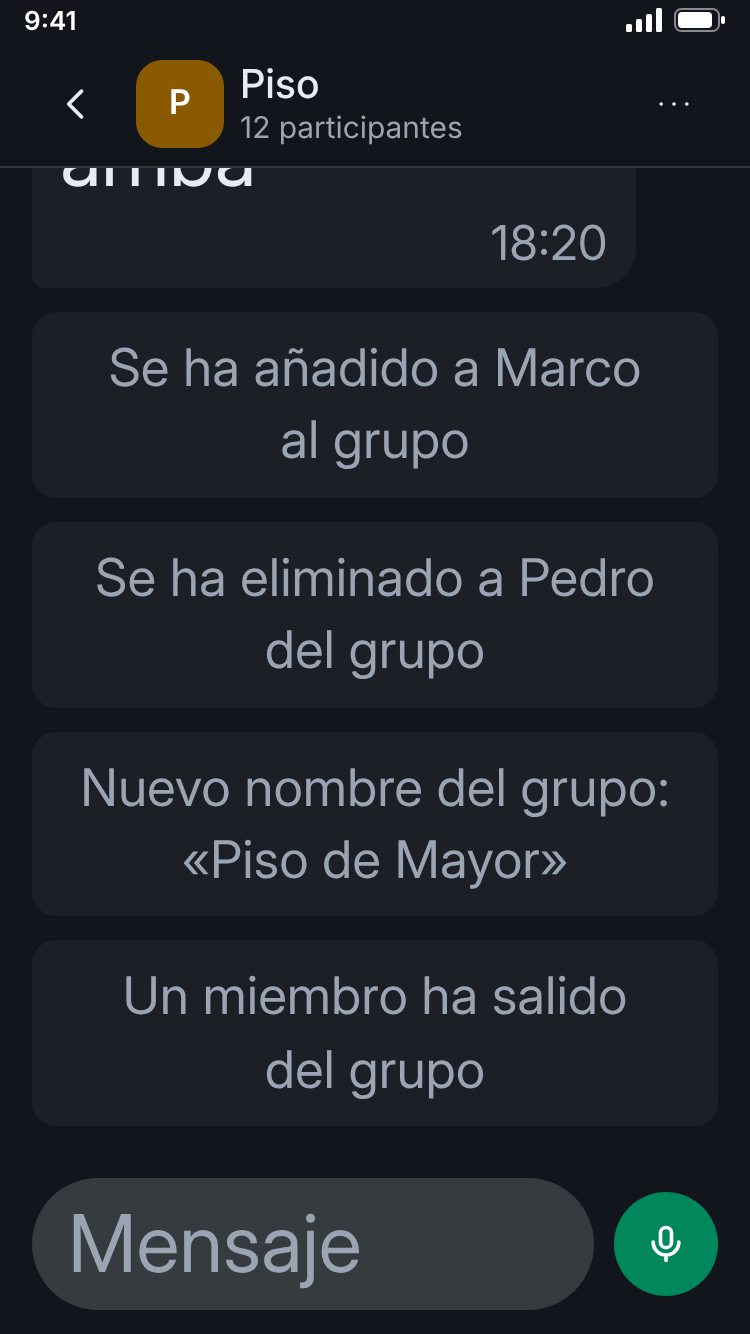 9:41
P
Piso
12 participantes
18:20
Se ha añadido a Marco
al grupo
Se ha eliminado a Pedro
del grupo
Nuevo nombre del grupo:
«Piso de Mayor»
Un miembro ha salido
del grupo
Mensaje